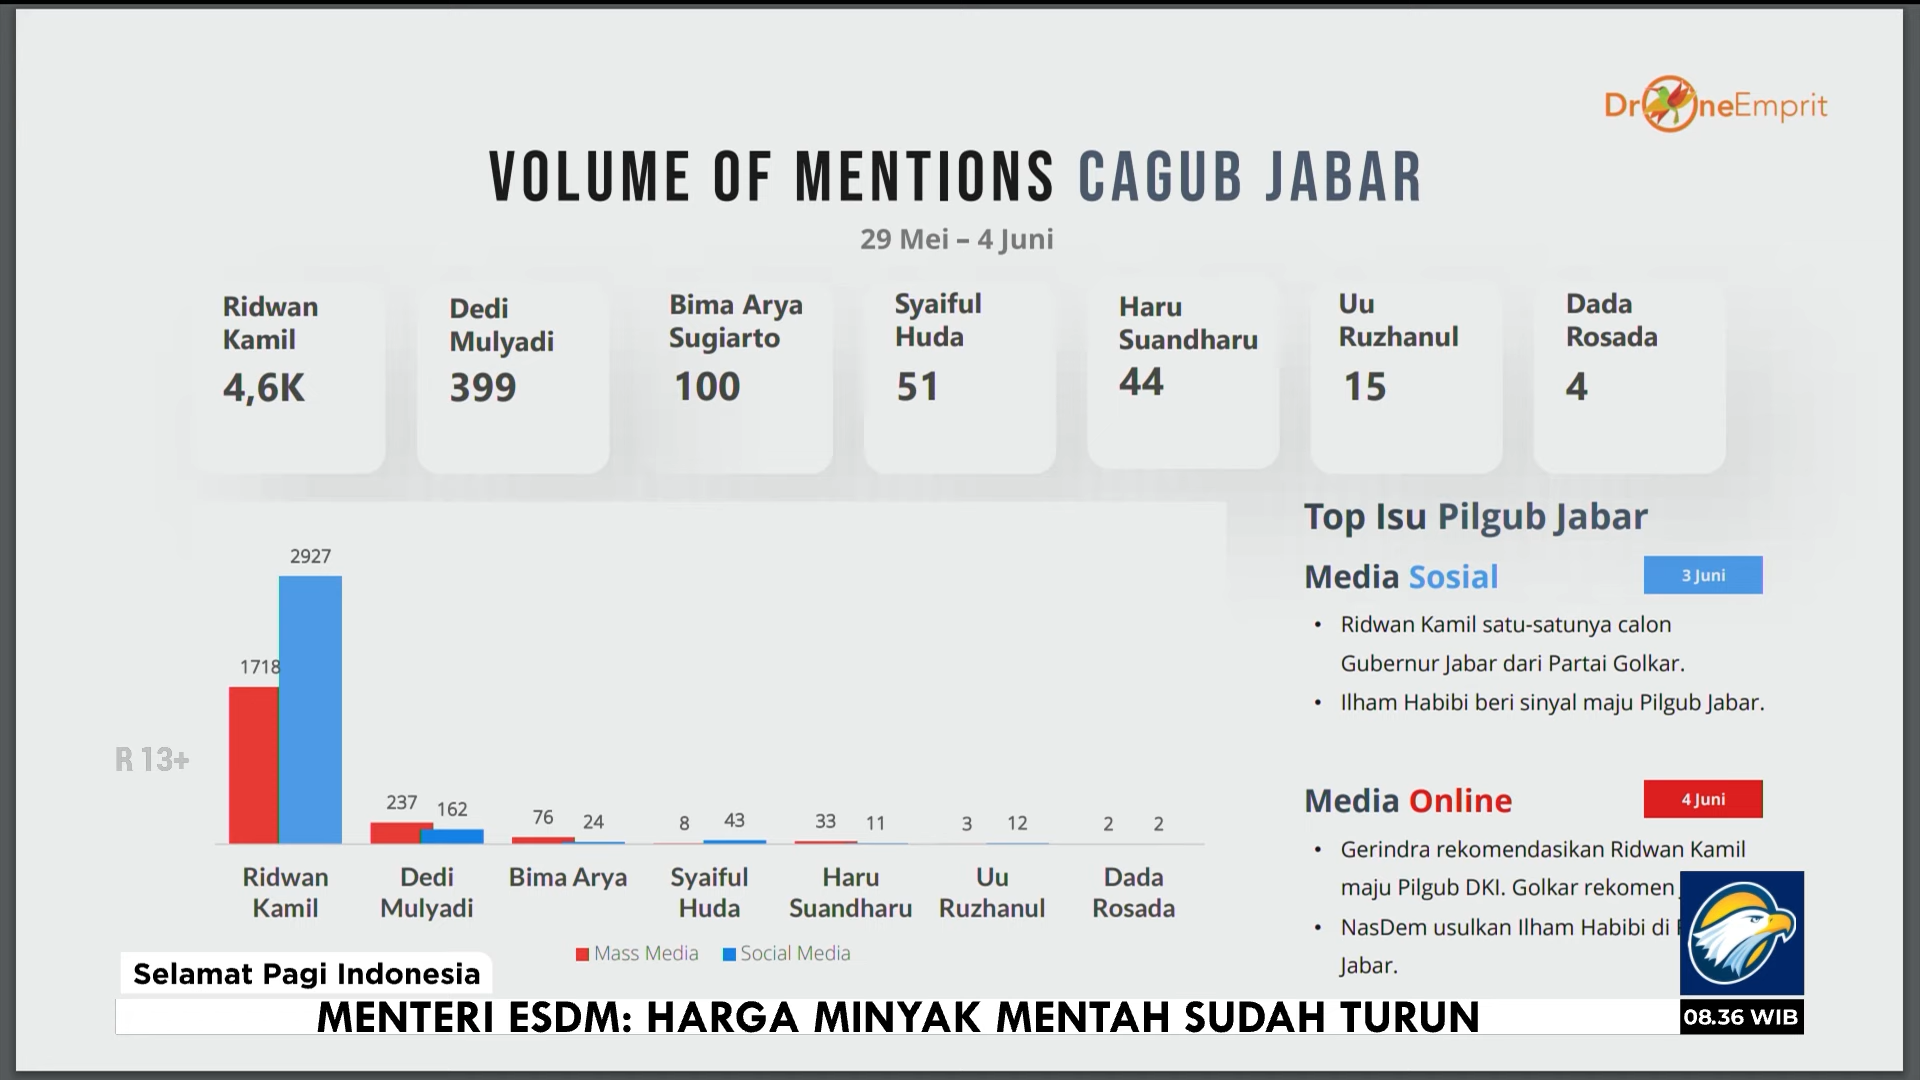 DroneEmprit
VOLUME OF MENTIONS CAGUB JABAR
29 Mei – 4 Juni
Ridwan
Kamil
4,6K
Dedi
Mulyadi
399
Bima Arya
Sugiarto
100
Syaiful
Huda
51
Haru
Suandharu
44
Uu
Ruzhanul
15
Dada
Rosada
4
2927
1718
237
162
76
24
8
43
33
11
3
12
2
2
Ridwan
Kamil
Dedi
Mulyadi
Bima Arya
Syaiful
Huda
Haru
Suandharu
Uu
Ruzhanul
Dada
Rosada
Mass Media
Social Media
Top Isu Pilgub Jabar
Media Sosial
3 Juni
• Ridwan Kamil satu-satunya calon
Gubernur Jabar dari Partai Golkar.
• Ilham Habibi beri sinyal maju Pilgub Jabar.
Media Online
4 Juni
• Gerindra rekomendasikan Ridwan Kamil
maju Pilgub DKI. Golkar rekomen
• NasDem usulkan Ilham Habibi di
Jabar.
R 13+
Selamat Pagi Indonesia
MENTERI ESDM: HARGA MINYAK MENTAH SUDAH TURUN
08.36 WIB